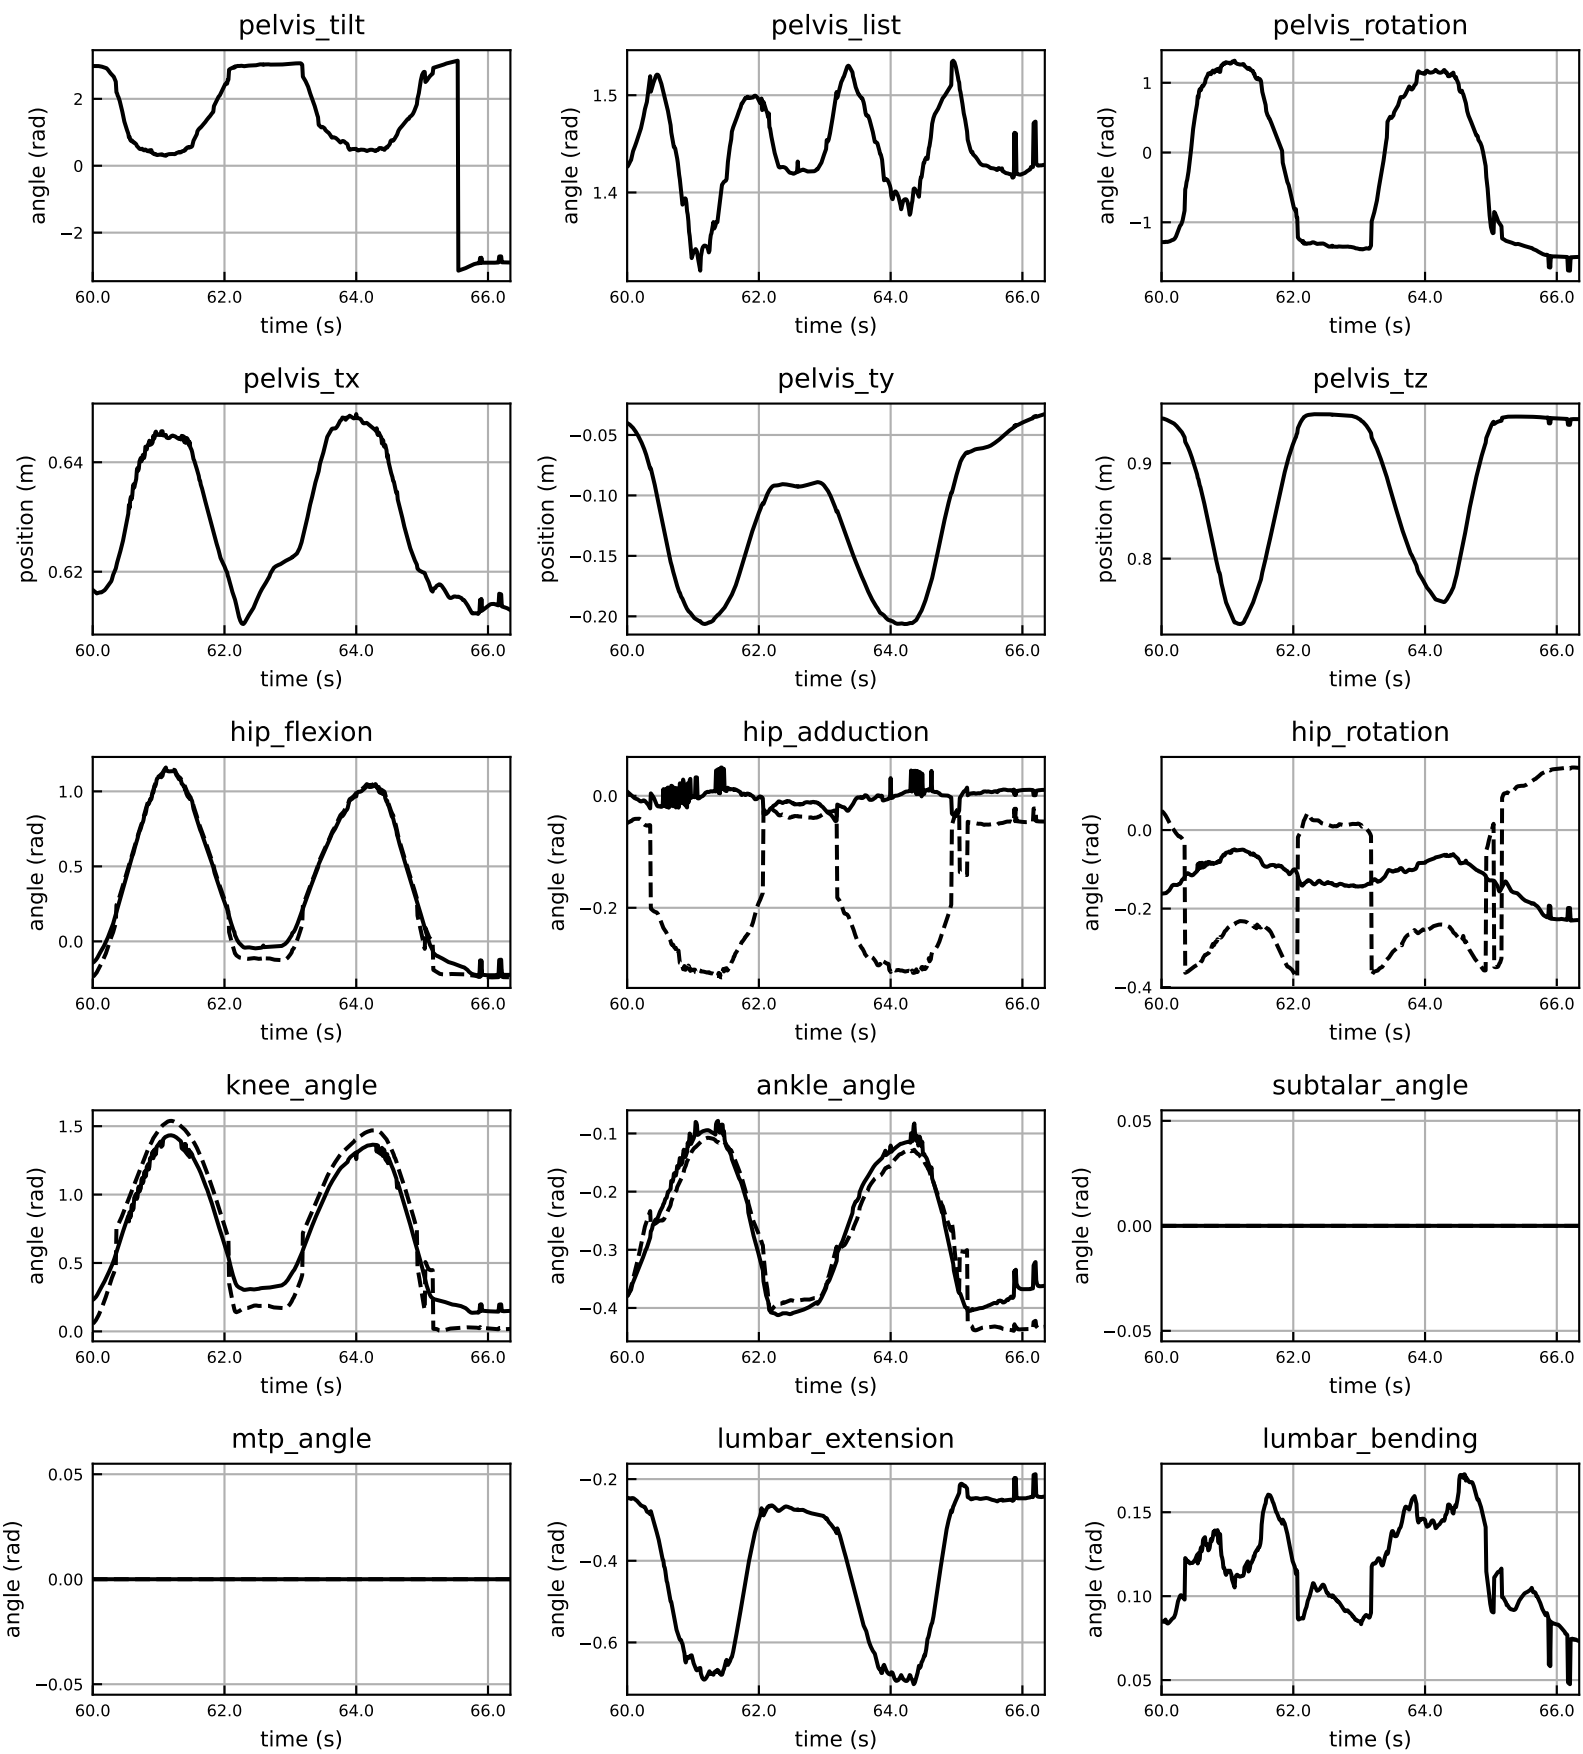 pelvis_tilt pelvis_list pelvis_rotation
angle (rad) angle (rad) angle (rad)
2 1.5 1
0 1.4 0
−2 −1
60.0 62.0 64.0 66.0 60.0 62.0 64.0 66.0 60.0 62.0 64.0 66.0
time (s) time (s) time (s)
pelvis_tx pelvis_ty pelvis_tz
position (m) position (m) position (m)
0.64 −0.05 0.9
0.62 −0.10 0.8
−0.15
−0.20
60.0 62.0 64.0 66.0 60.0 62.0 64.0 66.0 60.0 62.0 64.0 66.0
time (s) time (s) time (s)
hip_flexion hip_adduction hip_rotation
angle (rad) angle (rad) angle (rad)
1.0 0.0 0.0
0.5 −0.2 −0.2
0.0 −0.4
60.0 62.0 64.0 66.0 60.0 62.0 64.0 66.0 60.0 62.0 64.0 66.0
time (s) time (s) time (s)
knee_angle ankle_angle subtalar_angle
angle (rad) angle (rad) angle (rad)
1.5 −0.1 0.05
1.0 −0.2 0.00
0.5 −0.3 −0.05
0.0 −0.4
60.0 62.0 64.0 66.0 60.0 62.0 64.0 66.0 60.0 62.0 64.0 66.0
time (s) time (s) time (s)
mtp_angle lumbar_extension lumbar_bending
angle (rad) angle (rad) angle (rad)
0.05 −0.2 0.15
0.00 −0.4 0.10
−0.05 −0.6 0.05
60.0 62.0 64.0 66.0 60.0 62.0 64.0 66.0 60.0 62.0 64.0 66.0
time (s) time (s) time (s)